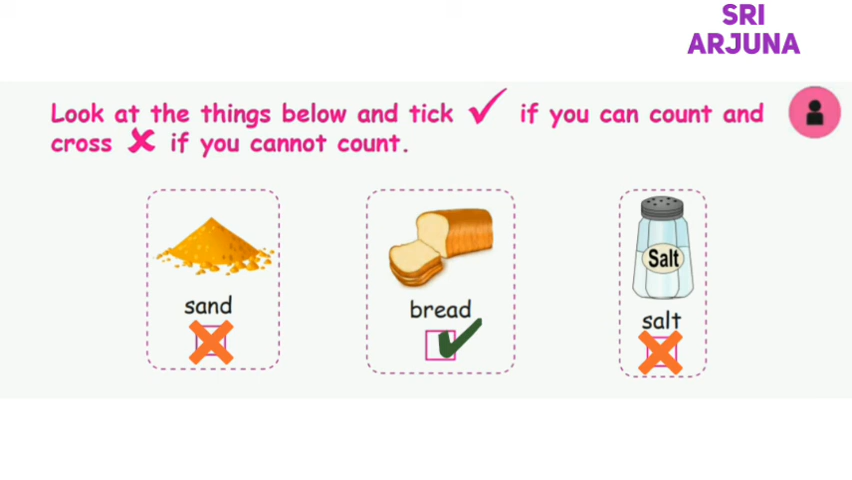 SRI
ARJUNA
Look at the things below and tick ✓ if you can count and
cross ✗ if you cannot count.
Salt
sand
bread
salt